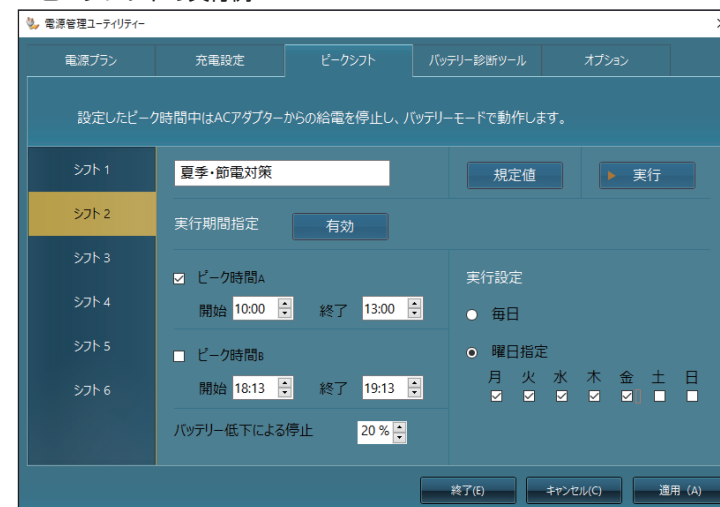 電源管理ユーティリティー
電源プラン 充電設定 ピークシフト バッテリー診断ツール オプション
設定したピーク時間中はACアダプターからの給電を停止し、バッテリーモードで動作します。
シフト 1
シフト 2
シフト 3
シフト 4
シフト 5
シフト 6
夏季・節電対策 規定値 実行
実行期間指定 有効
ピーク時間A
開始 10:00 終了 13:00
ピーク時間B
開始 18:13 終了 19:13
バッテリー低下による停止 20 %
実行設定
毎日
曜日指定
月 火 水 木 金 土 日
終了(E) キャンセル(C) 適用 (A)